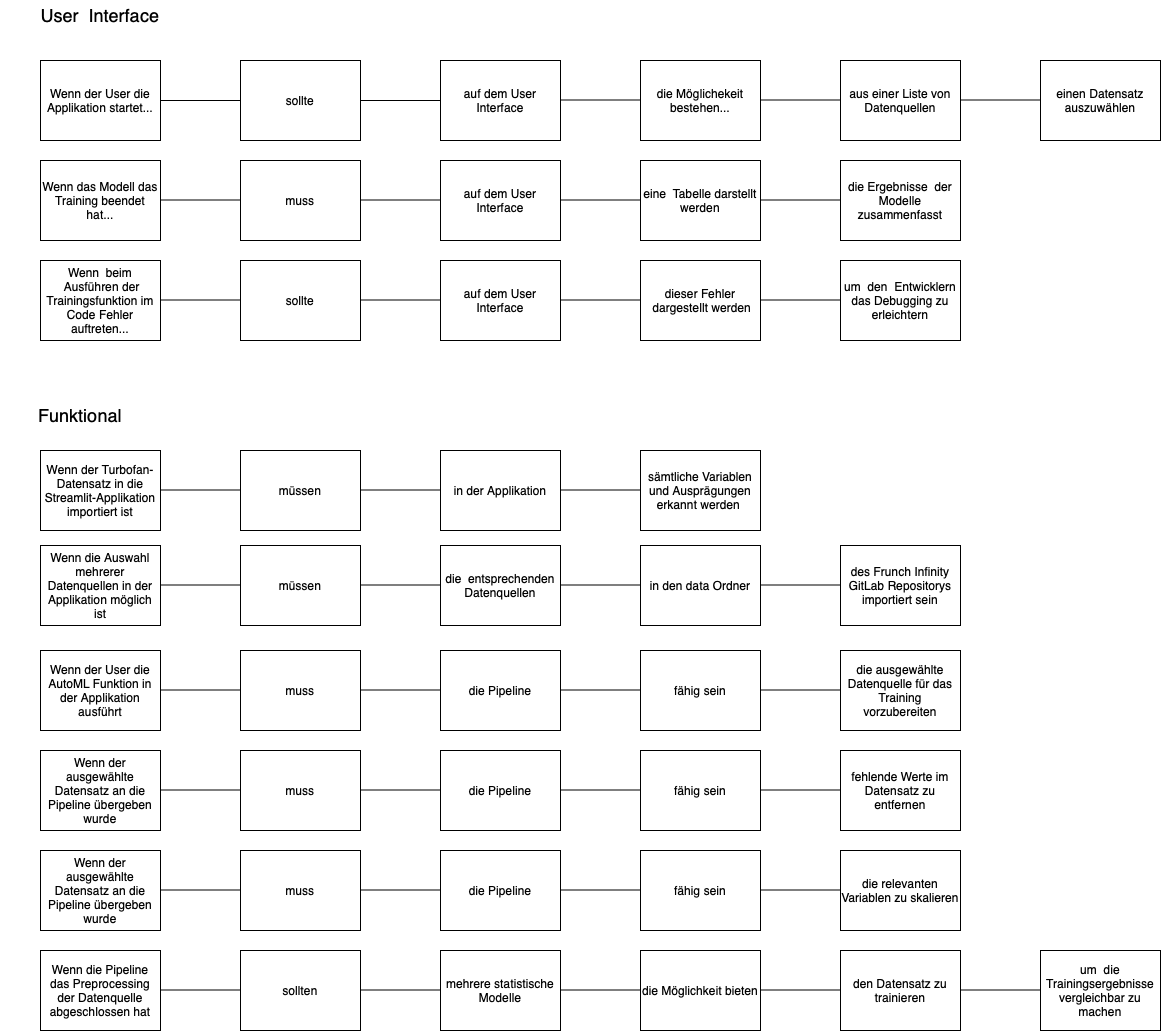 User Interface
Wenn der User die
Applikation startet...
sollte
auf dem User
Interface
die Möglichekeit
bestehen...
aus einer Liste von
Datenquellen
einen Datensatz
auszuwählen
Wenn das Modell das
Training beendet
hat...
muss
auf dem User
Interface
eine Tabelle darstellt
werden
die Ergebnisse der
Modelle
zusammenfasst
Wenn beim
Ausführen der
Trainingsfunktion im
Code Fehler
auftreten...
sollte
auf dem User
Interface
dieser Fehler
dargestellt werden
um den Entwicklern
das Debugging zu
erleichtern
Funktional
Wenn der Turbofan-
Datensatz in die
Streamlit-Applikation
importiert ist
müssen
in der Applikation
sämtliche Variablen
und Ausprägungen
erkannt werden
Wenn die Auswahl
mehrerer
Datenquellen in der
Applikation möglich
ist
müssen
die entsprechenden
Datenquellen
in den data Ordner
des Frunch Infinity
GitLab Repositorys
importiert sein
Wenn der User die
AutoML Funktion in
der Applikation
ausführt
muss
die Pipeline
fähig sein
die ausgewählte
Datenquelle für das
Training
vorzubereiten
Wenn der
ausgewählte
Datensatz an die
Pipeline übergeben
wurde
muss
die Pipeline
fähig sein
fehlende Werte im
Datensatz zu
entfernen
Wenn der
ausgewählte
Datensatz an die
Pipeline übergeben
wurde
muss
die Pipeline
fähig sein
die relevanten
Variablen zu skalieren
Wenn die Pipeline
das Preprocessing
der Datenquelle
abgeschlossen hat
sollten
mehrere statistische
Modelle
die Möglichkeit bieten
den Datensatz zu
trainieren
um die
Trainingsergebnisse
vergleichbar zu
machen